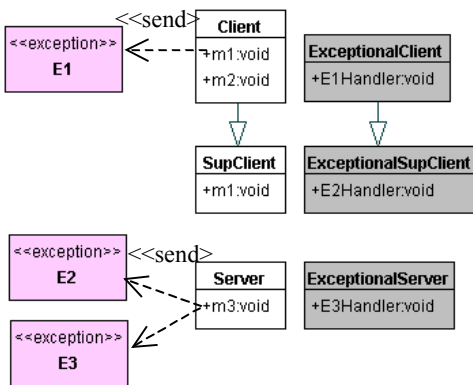 <<send>>
<<exception>>
E1
Client
+m1:void
+m2:void
ExceptionalClient
+E1Handler:void
SupClient
+m1:void
ExceptionalSupClient
+E2Handler:void
<<exception>>
E2
<<send>>
Server
+m3:void
ExceptionalServer
+E3Handler:void
<<exception>>
E3